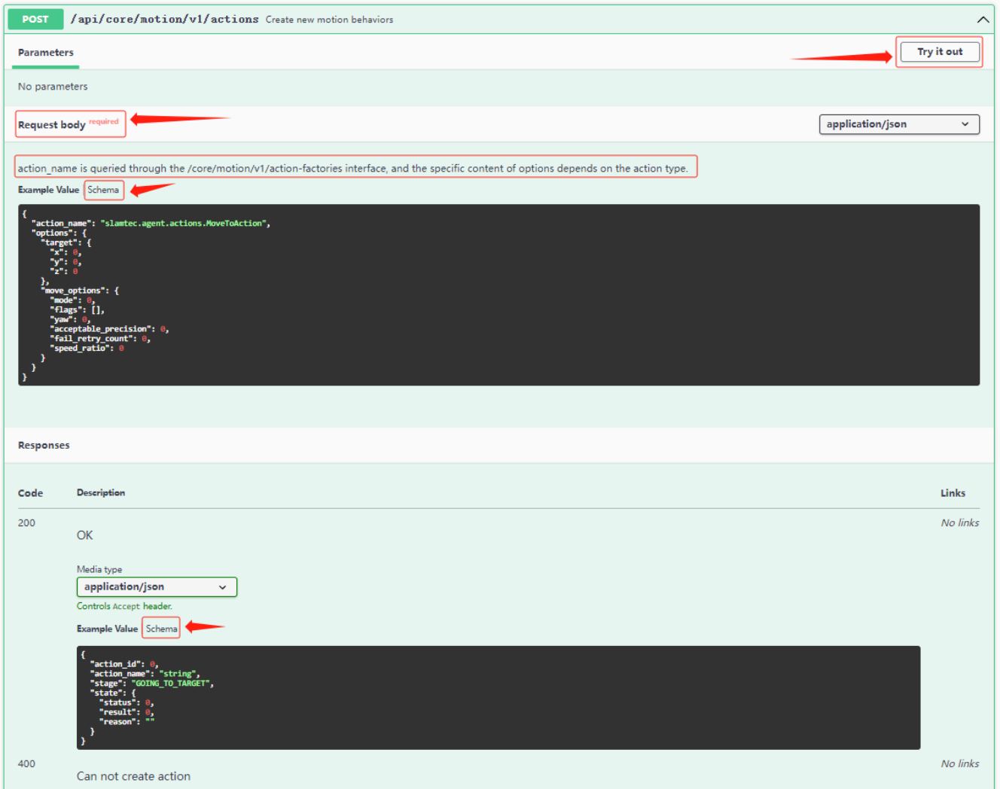 POST /api/core/motion/v1/actions Create new motion behaviors
Parameters
Try it out
No parameters
Request body required
application/json
action_name is queried through the /core/motion/v1/action-factories interface, and the specific content of options depends on the action type.
Example Value Schema
{
"action_name": "slamtec.agent.actions.MoveToAction",
"options": {
"target": {
"x": 0,
"y": 0,
"z": 0
},
"move_options": {
"mode": 0,
"flags": [],
"yaw": 0,
"acceptable_precision": 0,
"fail_retry_count": 0,
"speed_ratio": 0
}
}
}
Responses
Code Description Links
200 No links
OK
Media type
application/json
Controls Accept header.
Example Value Schema
{
"action_id": 0,
"action_name": "string",
"stage": "GOING_TO_TARGET",
"state": {
"status": 0,
"result": 0,
"reason": ""
}
}
400 No links
Can not create action